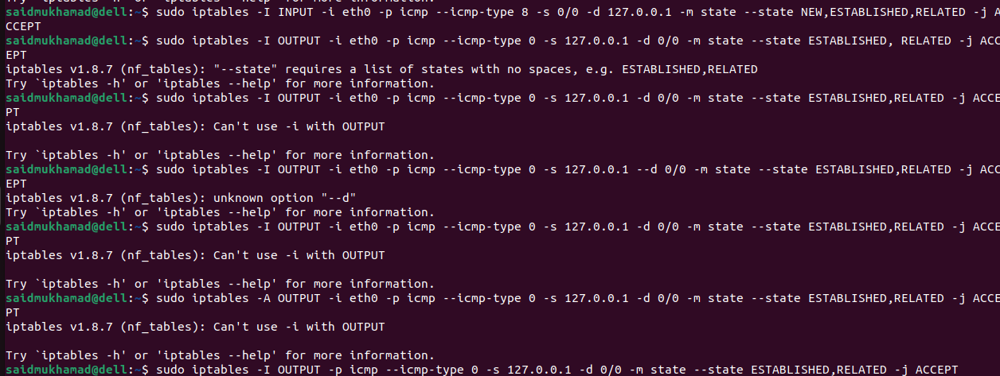 saidmukhamad@dell:~$ sudo iptables -I INPUT -i eth0 -p icmp --icmp-type 8 -s 0/0 -d 127.0.0.1 -m state --state NEW,ESTABLISHED,RELATED -j A
CCEPT
saidmukhamad@dell:~$ sudo iptables -I OUTPUT -i eth0 -p icmp --icmp-type 0 -s 127.0.0.1 -d 0/0 -m state --state ESTABLISHED, RELATED -j ACC
EPT
iptables v1.8.7 (nf_tables): "--state" requires a list of states with no spaces, e.g. ESTABLISHED,RELATED
Try `iptables -h' or 'iptables --help' for more information.
saidmukhamad@dell:~$ sudo iptables -I OUTPUT -i eth0 -p icmp --icmp-type 0 -s 127.0.0.1 -d 0/0 -m state --state ESTABLISHED,RELATED -j ACCE
PT
iptables v1.8.7 (nf_tables): Can't use -i with OUTPUT

Try `iptables -h' or 'iptables --help' for more information.
saidmukhamad@dell:~$ sudo iptables -I OUTPUT -i eth0 -p icmp --icmp-type 0 -s 127.0.0.1 --d 0/0 -m state --state ESTABLISHED,RELATED -j ACC
EPT
iptables v1.8.7 (nf_tables): unknown option "--d"
Try `iptables -h' or 'iptables --help' for more information.
saidmukhamad@dell:~$ sudo iptables -I OUTPUT -i eth0 -p icmp --icmp-type 0 -s 127.0.0.1 -d 0/0 -m state --state ESTABLISHED,RELATED -j ACCE
PT
iptables v1.8.7 (nf_tables): Can't use -i with OUTPUT

Try `iptables -h' or 'iptables --help' for more information.
saidmukhamad@dell:~$ sudo iptables -A OUTPUT -i eth0 -p icmp --icmp-type 0 -s 127.0.0.1 -d 0/0 -m state --state ESTABLISHED,RELATED -j ACCE
PT
iptables v1.8.7 (nf_tables): Can't use -i with OUTPUT

Try `iptables -h' or 'iptables --help' for more information.
saidmukhamad@dell:~$ sudo iptables -I OUTPUT -p icmp --icmp-type 0 -s 127.0.0.1 -d 0/0 -m state --state ESTABLISHED,RELATED -j ACCEPT